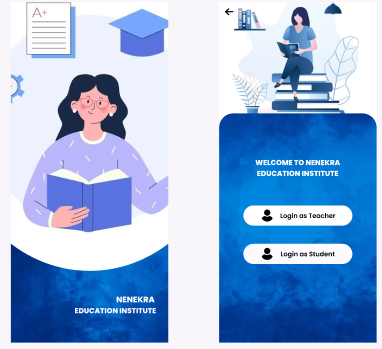 A+
NENEKRA
EDUCATION INSTITUTE
WELCOME TO NENEKRA
EDUCATION INSTITUTE
Login as Teacher
Login as Student